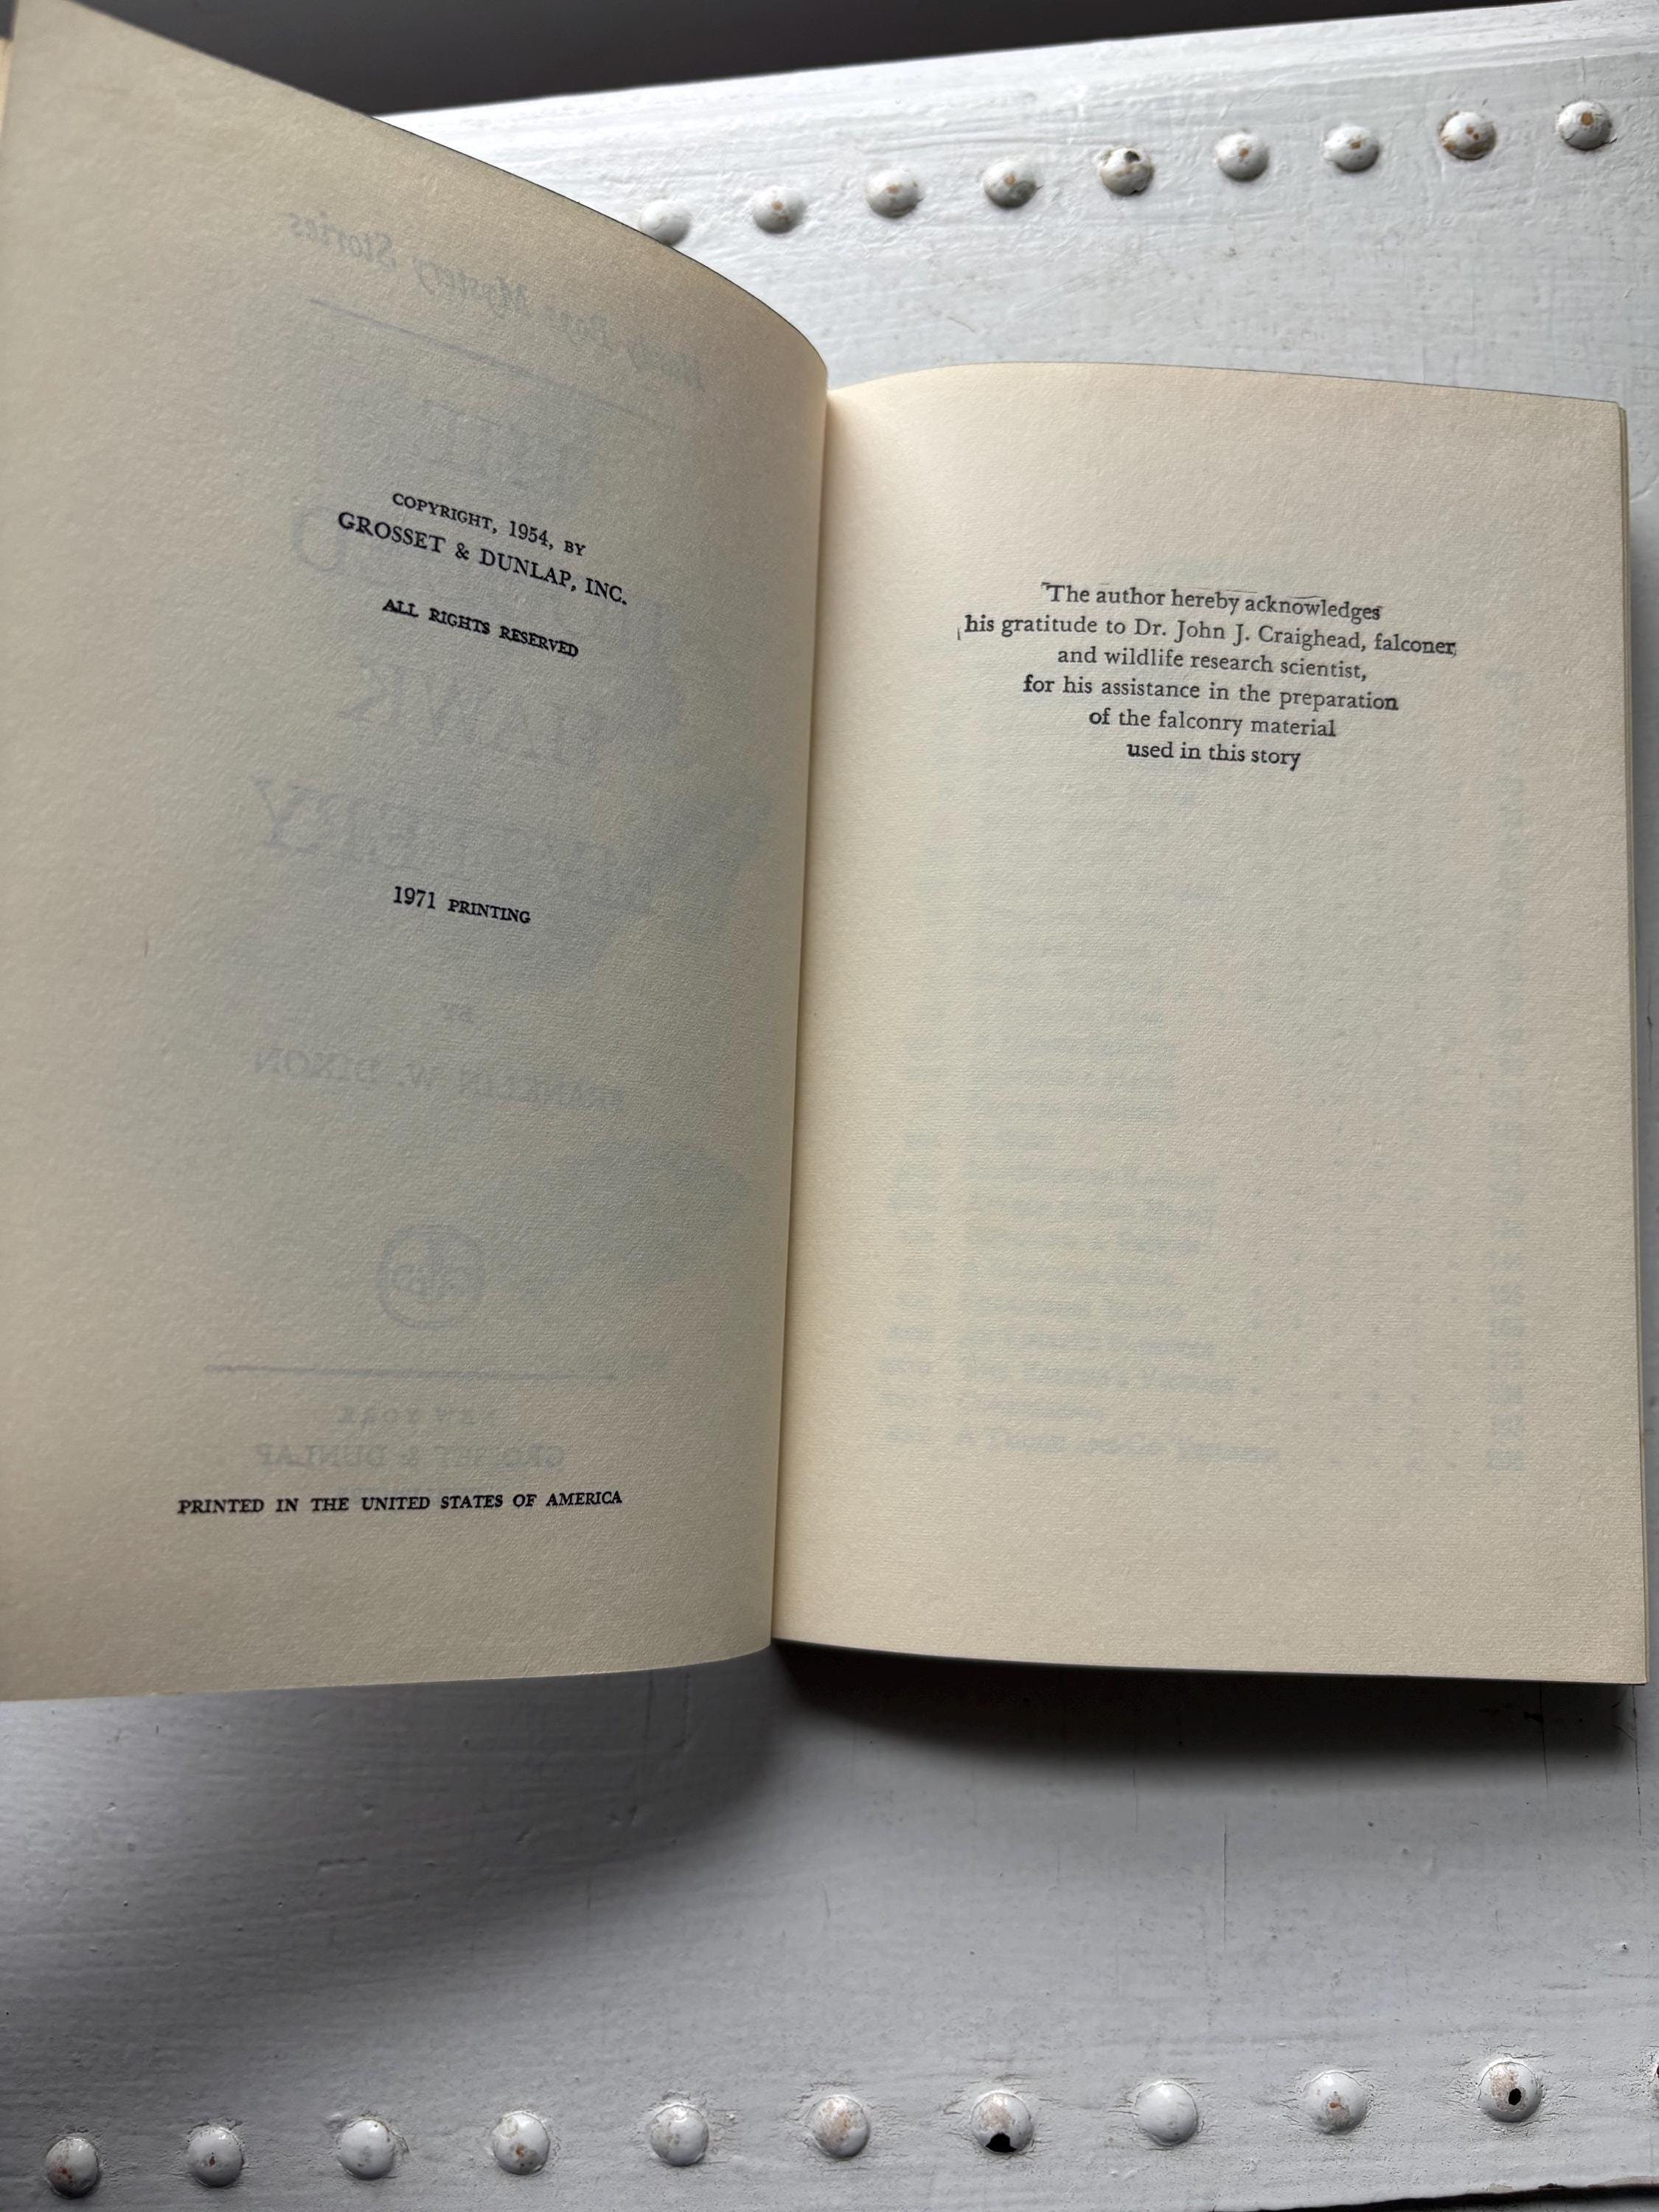 COPYRIGHT, 1954, BY
GROSSET & DUNLAP, INC.
ALL RIGHTS RESERVED
1971 PRINTING
PRINTED IN THE UNITED STATES OF AMERICA
The author hereby acknowledges
his gratitude to Dr. John J. Craighead, falconer,
and wildlife research scientist,
for his assistance in the preparation
of the falconry material
used in this story